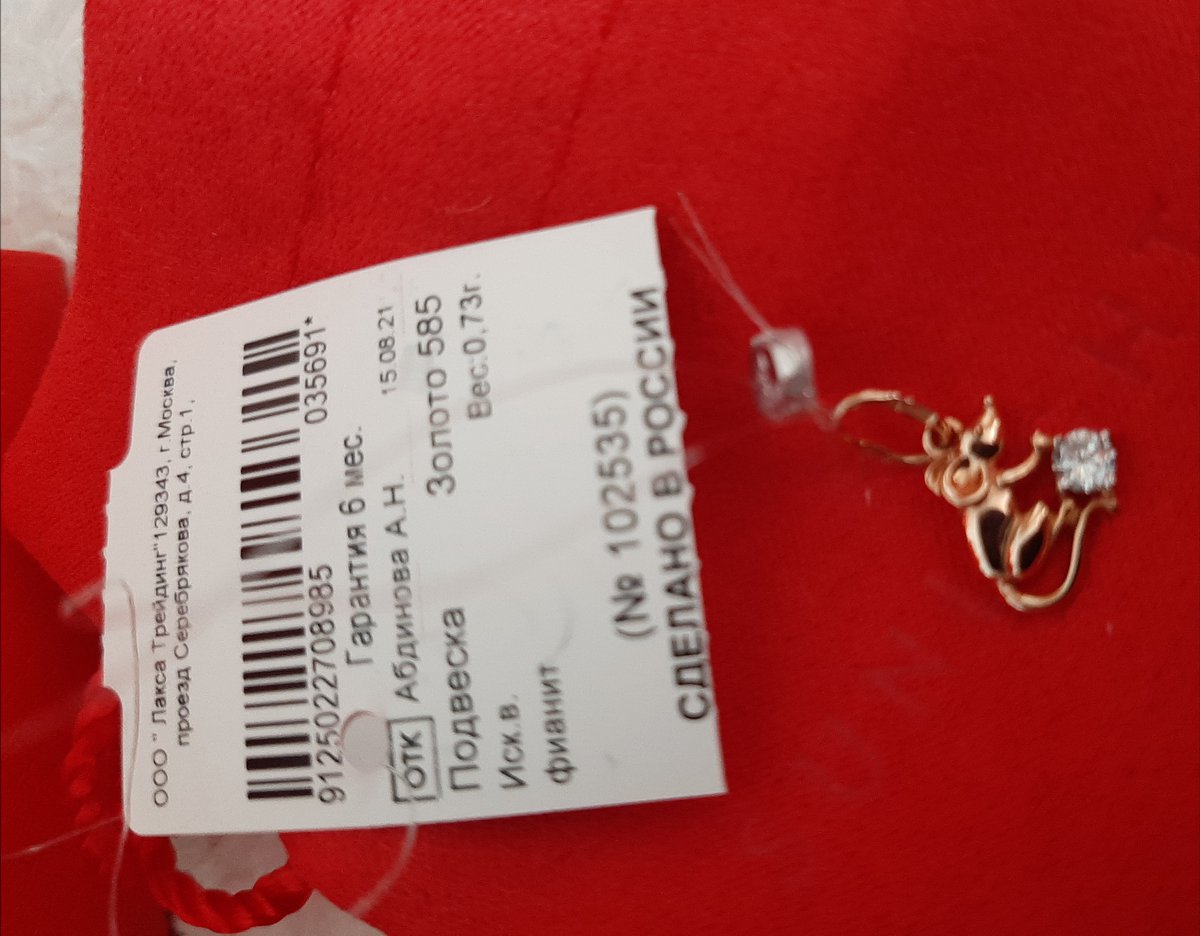 ООО " Лакса Трейдинг"129343, г.Москва,
проезд Серебрякова, д.4, стр.1,
9125022708985 035691*
Гарантия 6 мес.
ОТК Абдинова А.Н. 15.08.21
Подвеска Золото 585
Иск.в. Вес:0,73г.
фианит
(№ 102535)
СДЕЛАНО В РОССИИ